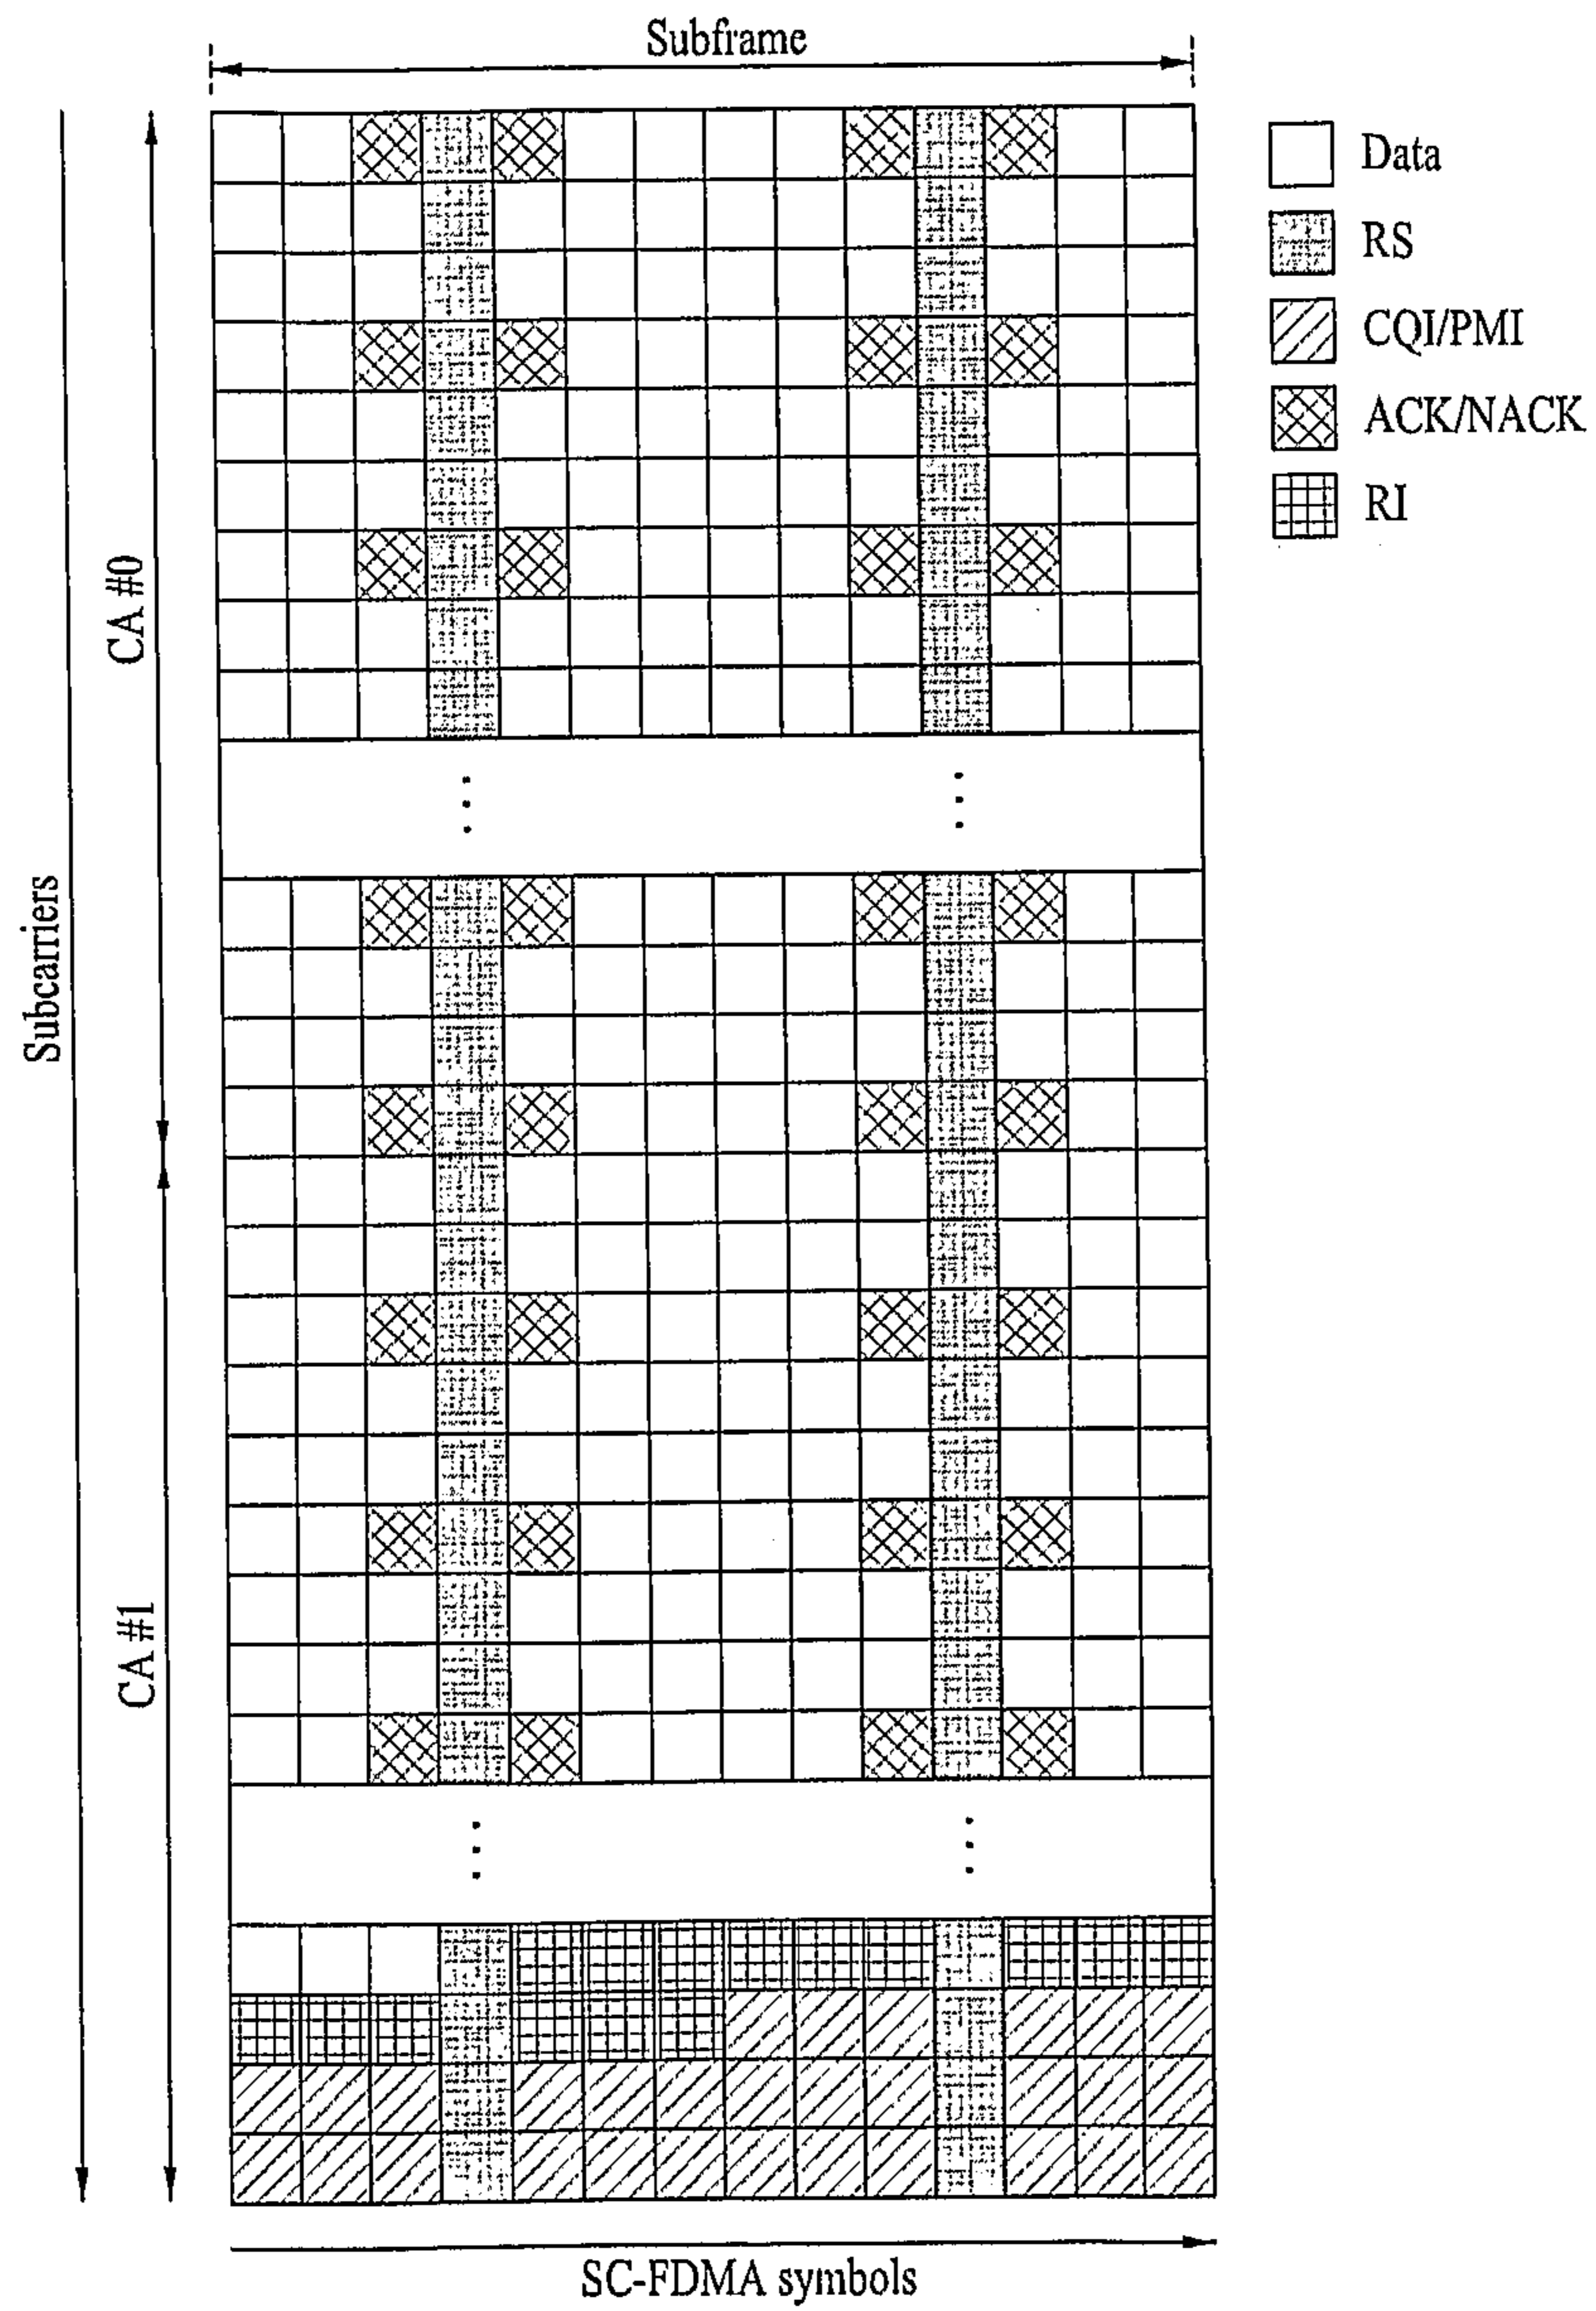 Subframe
Data
RS
CQI/PMI
ACK/NACK
RI
Subcarriers
CA #0
CA #1
SC-FDMA symbols